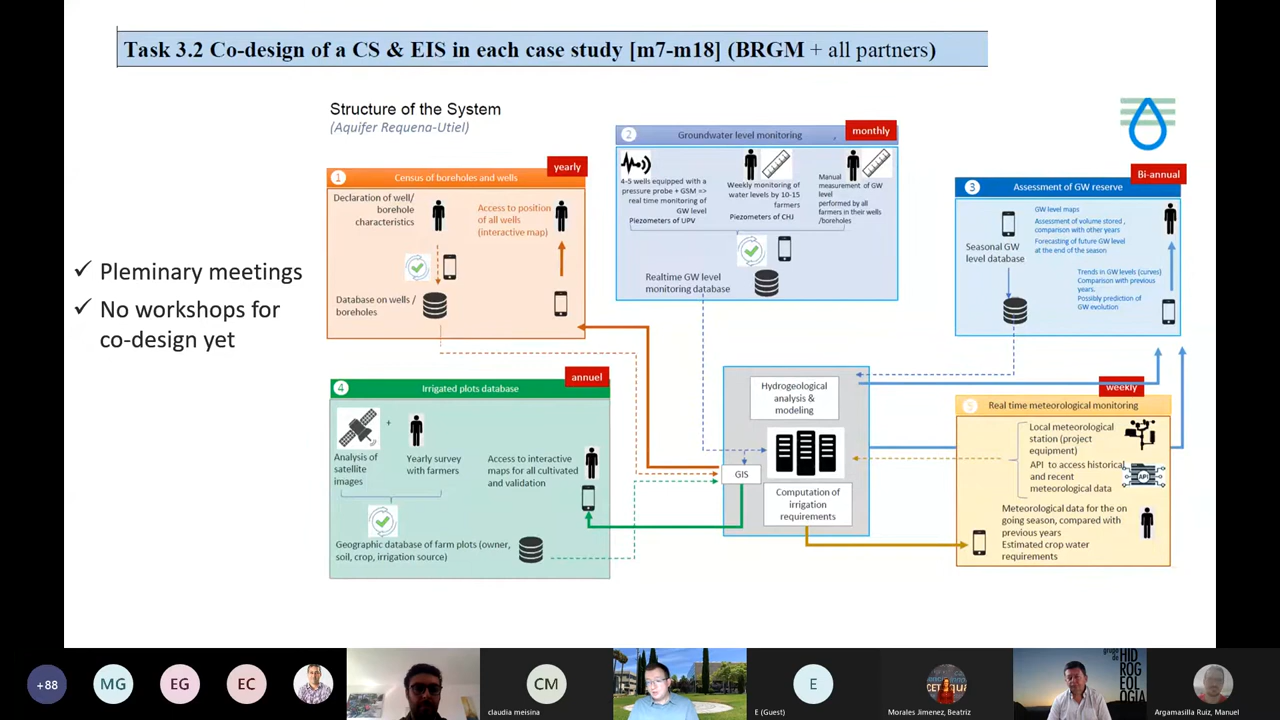 Task 3.2 Co-design of a CS & EIS in each case study [m7-m18] (BRGM + all partners)
Structure of the System
(Aquifer Requena-Utiel)
✓ Pleminary meetings
✓ No workshops for
co-design yet
yearly
1 Census of boreholes and wells
Declaration of well/
borehole
characteristics
Access to position
of all wells
(interactive map)
Database on wells /
boreholes
monthly
2 Groundwater level monitoring
4-5 wells equipped with a
pressure probe + GSM =>
real time monitoring of
GW level
Piezometers of UPV
Weekly monitoring of
water levels by 10-15
farmers
Piezometers of CHJ
Manual
measurement of GW
level
performed by all
farmers in their wells
/boreholes
Realtime GW level
monitoring database
Bi-annual
3 Assessment of GW reserve
Seasonal GW
level database
GW level maps
Assessment of volume stored ,
comparison with other years
Forecasting of future GW level
at the end of the season
Trends in GW levels (curves)
Comparison with previous
years.
Possibly prediction of
GW evolution
annuel
4 Irrigated plots database
+
Analysis of
satellite
images
Yearly survey
with farmers
Access to interactive
maps for all cultivated
and validation
Geographic database of farm plots (owner,
soil, crop, irrigation source)
Hydrogeological
analysis &
modeling
GIS
Computation of
irrigation
requirements
weekly
5 Real time meteorological monitoring
Local meteorological
station (project
equipment)
API to access historical
and recent
meteorological data
API
Meteorological data for the on
going season, compared with
previous years
Estimated crop water
requirements
+88
MG
EG
EC
CM
claudia meisina
E
E (Guest)
Morales Jimenez, Beatriz
grupo
de
HID
ROG
EOL
OGÍA
Argamasilla Ruiz, Manuel